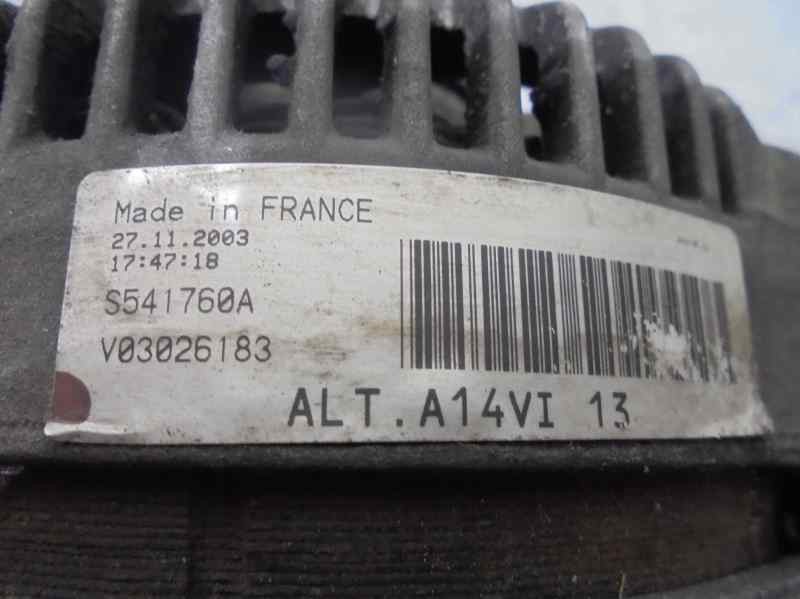 Made in FRANCE
27.11.2003
17:47:18
S541760A
V03026183
ALT.A14VI 13